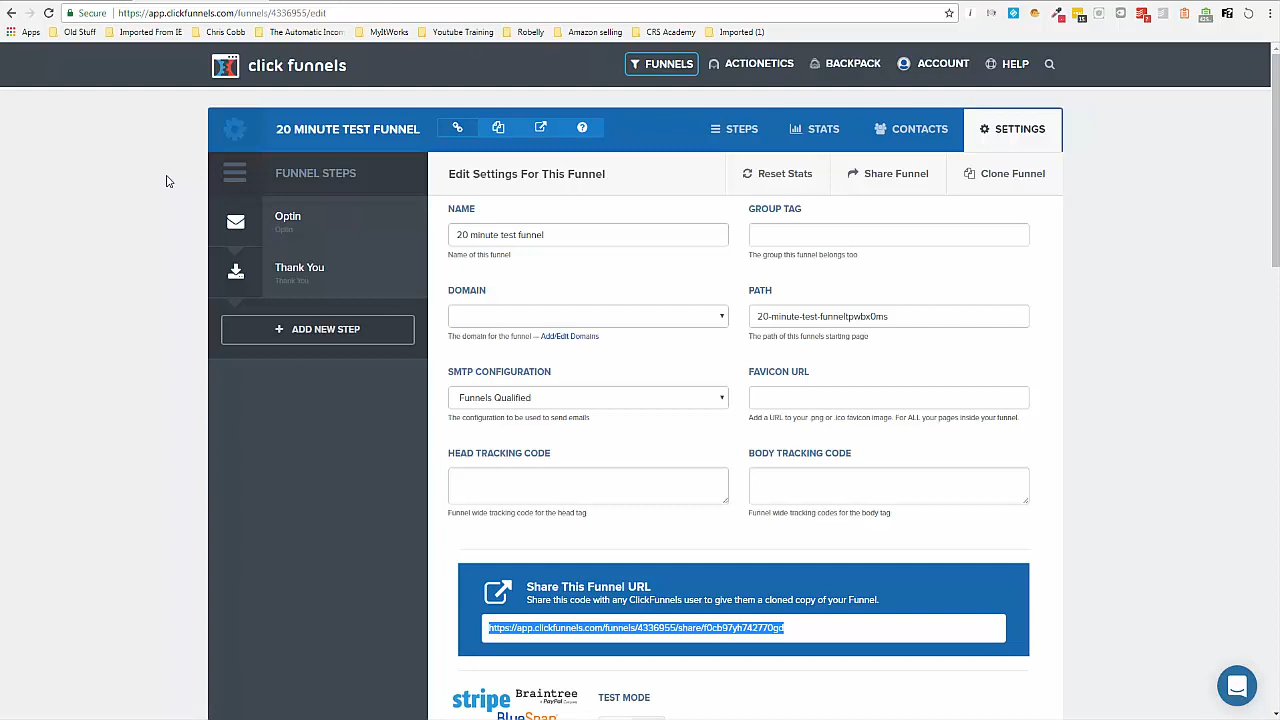 Secure | https://app.clickfunnels.com/funnels/4336955/edit
Apps Old Stuff Imported From IE Chris Cobb The Automatic Incom MyItWorks Youtube Training Robelly Amazon selling CRS Academy Imported (1)
click funnels FUNNELS ACTIONETICS BACKPACK ACCOUNT HELP
20 MINUTE TEST FUNNEL STEPS STATS CONTACTS SETTINGS
FUNNEL STEPS
Optin
Optin
Thank You
Thank You
+ ADD NEW STEP
Edit Settings For This Funnel Reset Stats Share Funnel Clone Funnel
NAME GROUP TAG
20 minute test funnel
Name of this funnel The group this funnel belongs too
DOMAIN PATH
20-minute-test-funneltpwbx0ms
The domain for the funnel — Add/Edit Domains The path of this funnels starting page
SMTP CONFIGURATION FAVICON URL
Funnels Qualified
The configuration to be used to send emails Add a URL to your .png or .ico favicon image. For ALL your pages inside your funnel.
HEAD TRACKING CODE BODY TRACKING CODE
Funnel wide tracking code for the head tag Funnel wide tracking codes for the body tag
Share This Funnel URL
Share this code with any ClickFunnels user to give them a cloned copy of your Funnel.
https://app.clickfunnels.com/funnels/4336955/share/f0cb97yh742770gd
stripe Braintree TEST MODE
a PayPal Company
BlueSnap